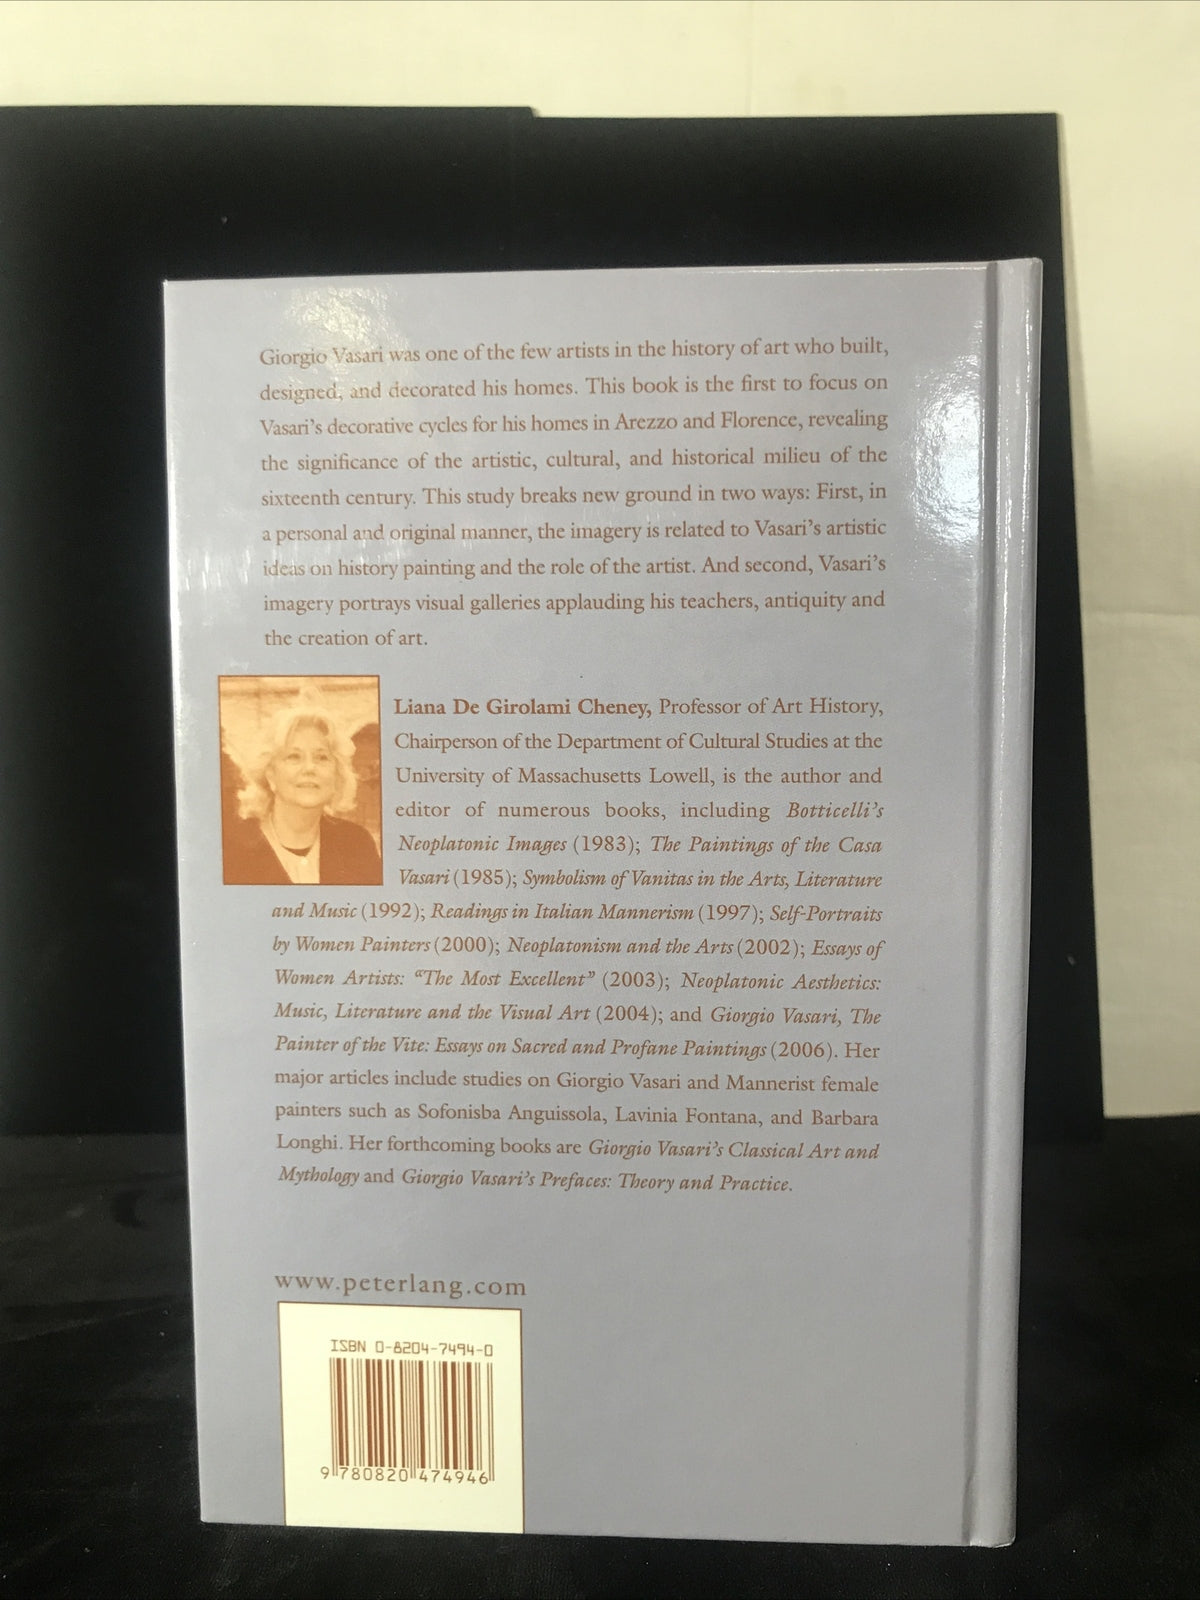 Giorgio Vasari was one of the few artists in the history of art who built,
designed, and decorated his homes. This book is the first to focus on
Vasari's decorative cycles for his homes in Arezzo and Florence, revealing
the significance of the artistic, cultural, and historical milieu of the
sixteenth century. This study breaks new ground in two ways: First, in
a personal and original manner, the imagery is related to Vasari's artistic
ideas on history painting and the role of the artist. And second, Vasari's
imagery portrays visual galleries applauding his teachers, antiquity and
the creation of art.
Liana De Girolami Cheney, Professor of Art History,
Chairperson of the Department of Cultural Studies at the
University of Massachusetts Lowell, is the author and
editor of numerous books, including Botticelli's
Neoplatonic Images (1983); The Paintings of the Casa
Vasari (1985); Symbolism of Vanitas in the Arts, Literature
and Music (1992); Readings in Italian Mannerism (1997); Self-Portraits
by Women Painters (2000); Neoplatonism and the Arts (2002); Essays of
Women Artists: "The Most Excellent" (2003); Neoplatonic Aesthetics:
Music, Literature and the Visual Art (2004); and Giorgio Vasari, The
Painter of the Vite: Essays on Sacred and Profane Paintings (2006). Her
major articles include studies on Giorgio Vasari and Mannerist female
painters such as Sofonisba Anguissola, Lavinia Fontana, and Barbara
Longhi. Her forthcoming books are Giorgio Vasari's Classical Art and
Mythology and Giorgio Vasari's Prefaces: Theory and Practice.
www.peterlang.com
ISBN 0-8204-7494-0
9 780820 474946